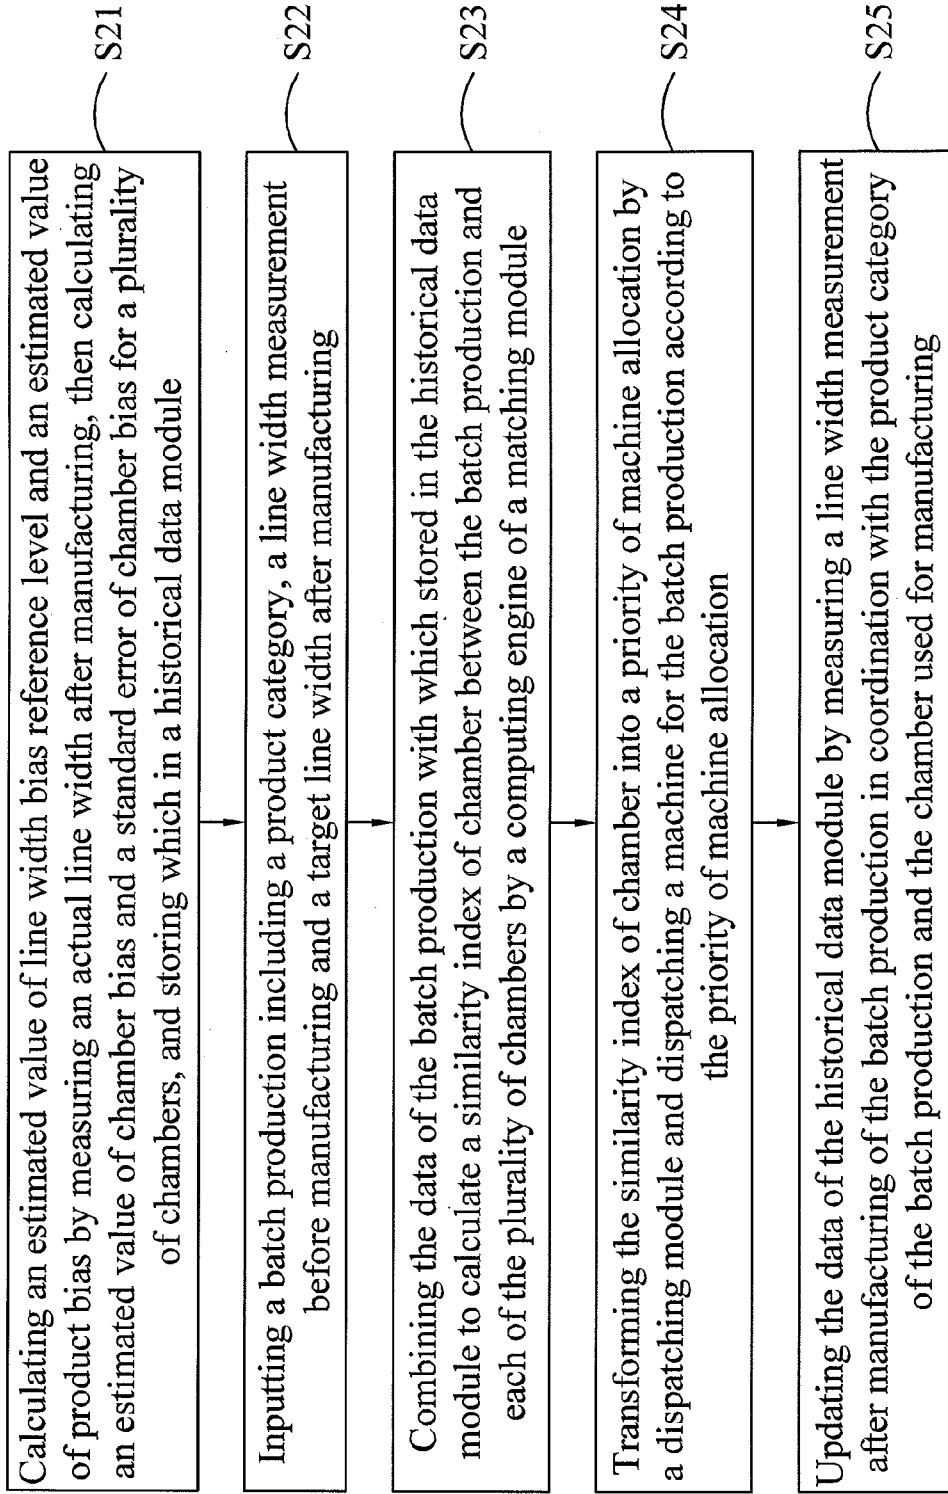 Calculating an estimated value of line width bias reference level and an estimated value
of product bias by measuring an actual line width after manufacturing, then calculating
an estimated value of chamber bias and a standard error of chamber bias for a plurality
of chambers, and storing which in a historical data module
S21
Inputting a batch production including a product category, a line width measurement
before manufacturing and a target line width after manufacturing
S22
Combining the data of the batch production with which stored in the historical data
module to calculate a similarity index of chamber between the batch production and
each of the plurality of chambers by a computing engine of a matching module
S23
Transforming the similarity index of chamber into a priority of machine allocation by
a dispatching module and dispatching a machine for the batch production according to
the priority of machine allocation
S24
Updating the data of the historical data module by measuring a line width measurement
after manufacturing of the batch production in coordination with the product category
of the batch production and the chamber used for manufacturing
S25